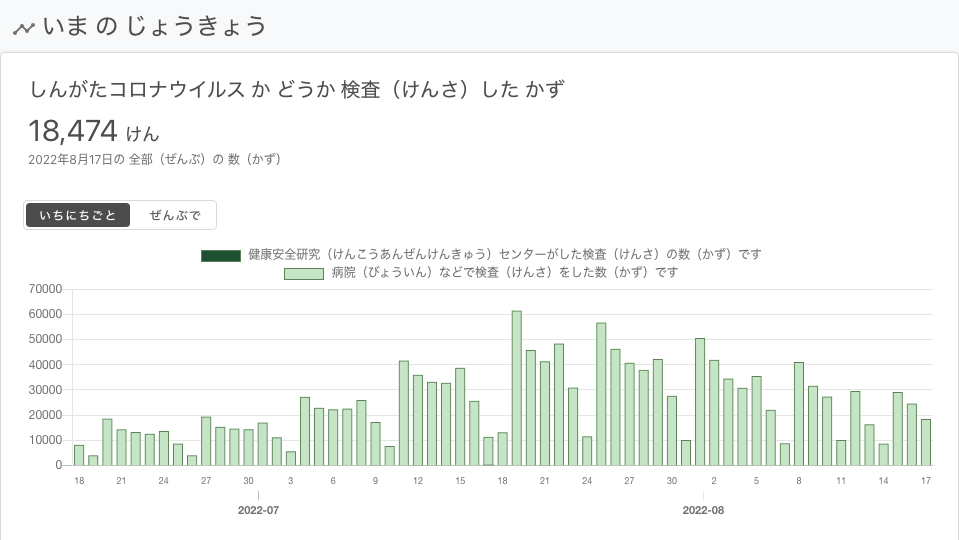 いま の じょうきょう
しんがたコロナウイルス か どうか 検査（けんさ）した かず
18,474 けん
2022年8月17日の 全部（ぜんぶ）の 数（かず）
いちにちごと ぜんぶで
健康安全研究（けんこうあんぜんけんきゅう）センターがした検査（けんさ）の数（かず）です
病院（びょういん）などで検査（けんさ）をした数（かず）です
70000
60000
50000
40000
30000
20000
10000
0
18 21 24 27 30 3 6 9 12 15 18 21 24 27 30 2 5 8 11 14 17
2022-07 2022-08